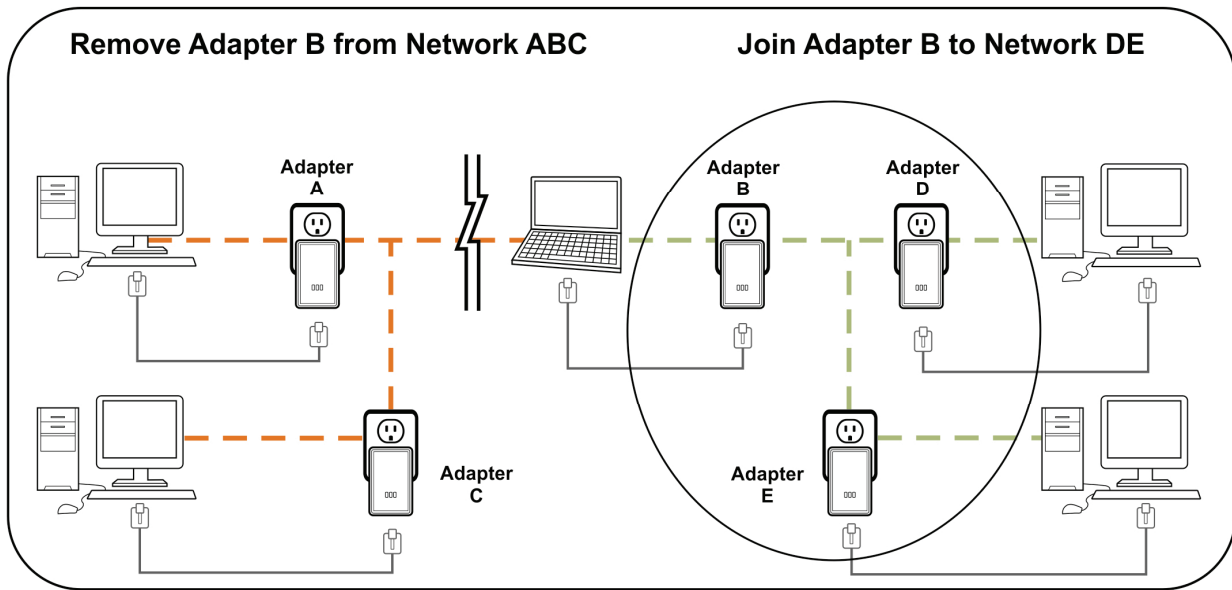 Remove Adapter B from Network ABC
Join Adapter B to Network DE
Adapter
A
Adapter
B
Adapter
D
Adapter
C
Adapter
E